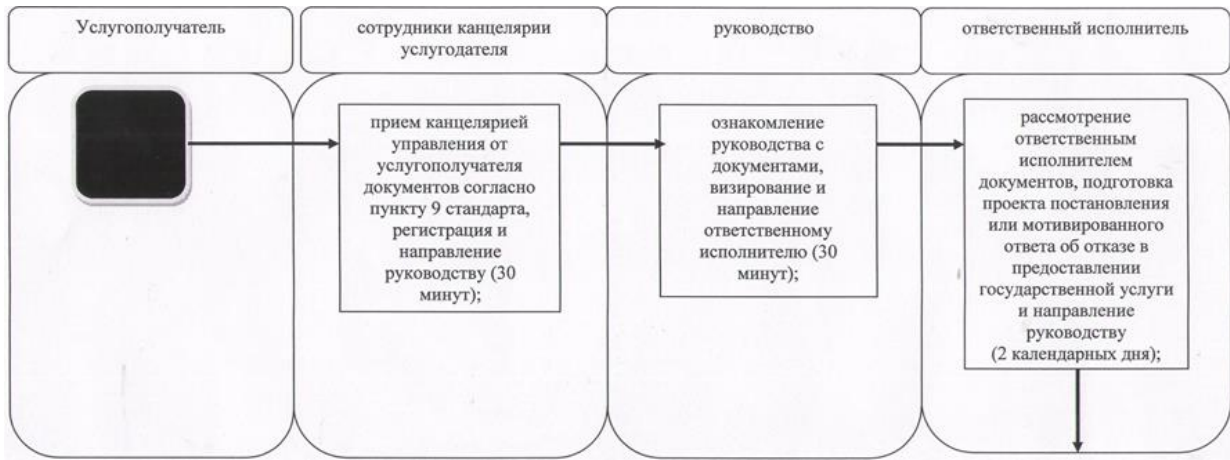 Услугополучатель
сотрудники канцелярии
услугодателя
руководство
ответственный исполнитель
прием канцелярией
управления от
услугополучателя
документов согласно
пункту 9 стандарта,
регистрация и
направление
руководству (30
минут);
ознакомление
руководства с
документами,
визирование и
направление
ответственному
исполнителю (30
минут);
рассмотрение
ответственным
исполнителем
документов, подготовка
проекта постановления
или мотивированного
ответа об отказе в
предоставлении
государственной услуги
и направление
руководству
(2 календарных дня);